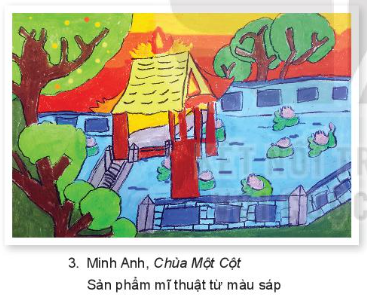 3. Minh Anh, Chùa Một Cột
Sản phẩm mĩ thuật từ màu sáp